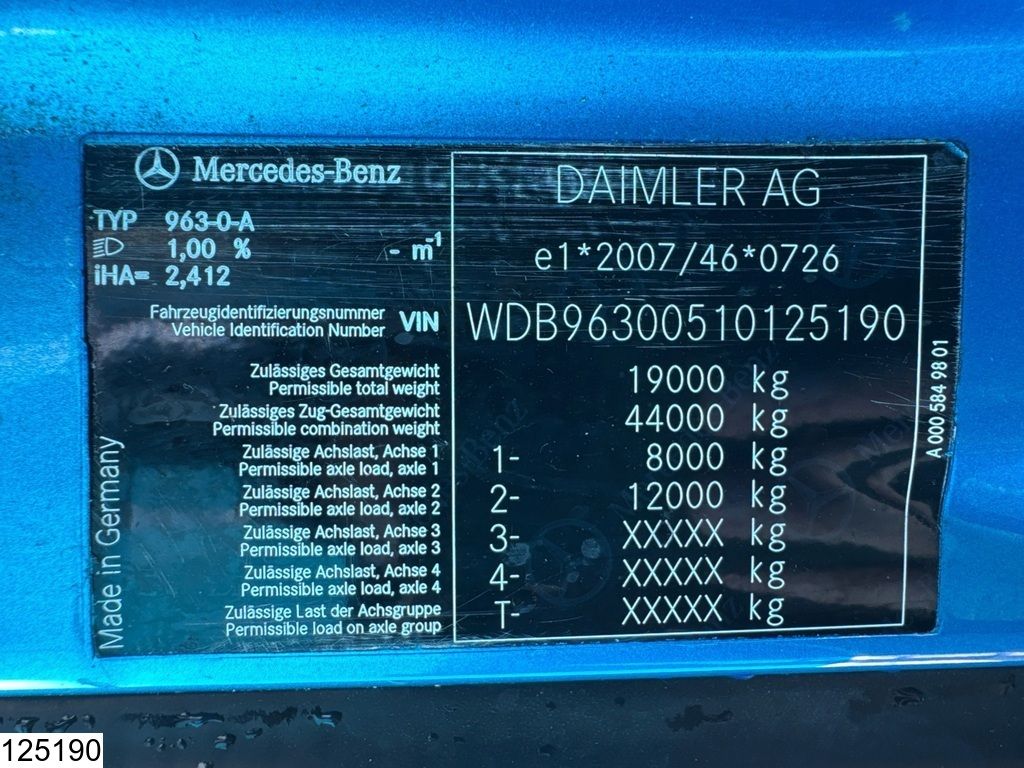 Mercedes-Benz
DAIMLER AG
TYP 963-0-A
1,00 % - m-1
iHA= 2,412
e1*2007/46*0726
Fahrzeugidentifizierungsnummer
Vehicle Identification Number VIN WDB96300510125190
Zulässiges Gesamtgewicht
Permissible total weight 19000 kg
Zulässiges Zug-Gesamtgewicht
Permissible combination weight 44000 kg
Zulässige Achslast, Achse 1
Permissible axle load, axle 1 1- 8000 kg
Zulässige Achslast, Achse 2
Permissible axle load, axle 2 2- 12000 kg
Zulässige Achslast, Achse 3
Permissible axle load, axle 3 3- XXXXX kg
Zulässige Achslast, Achse 4
Permissible axle load, axle 4 4- XXXXX kg
Zulässige Last der Achsgruppe
Permissible load on axle group T- XXXXX kg
Made in Germany
A 000 584 98 01
125190